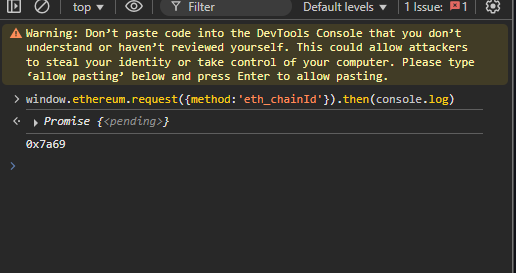 top Filter Default levels 1 Issue: 1
Warning: Don’t paste code into the DevTools Console that you don’t
understand or haven’t reviewed yourself. This could allow attackers
to steal your identity or take control of your computer. Please type
‘allow pasting’ below and press Enter to allow pasting.
window.ethereum.request({method:'eth_chainId'}).then(console.log)
Promise {<pending>}
0x7a69